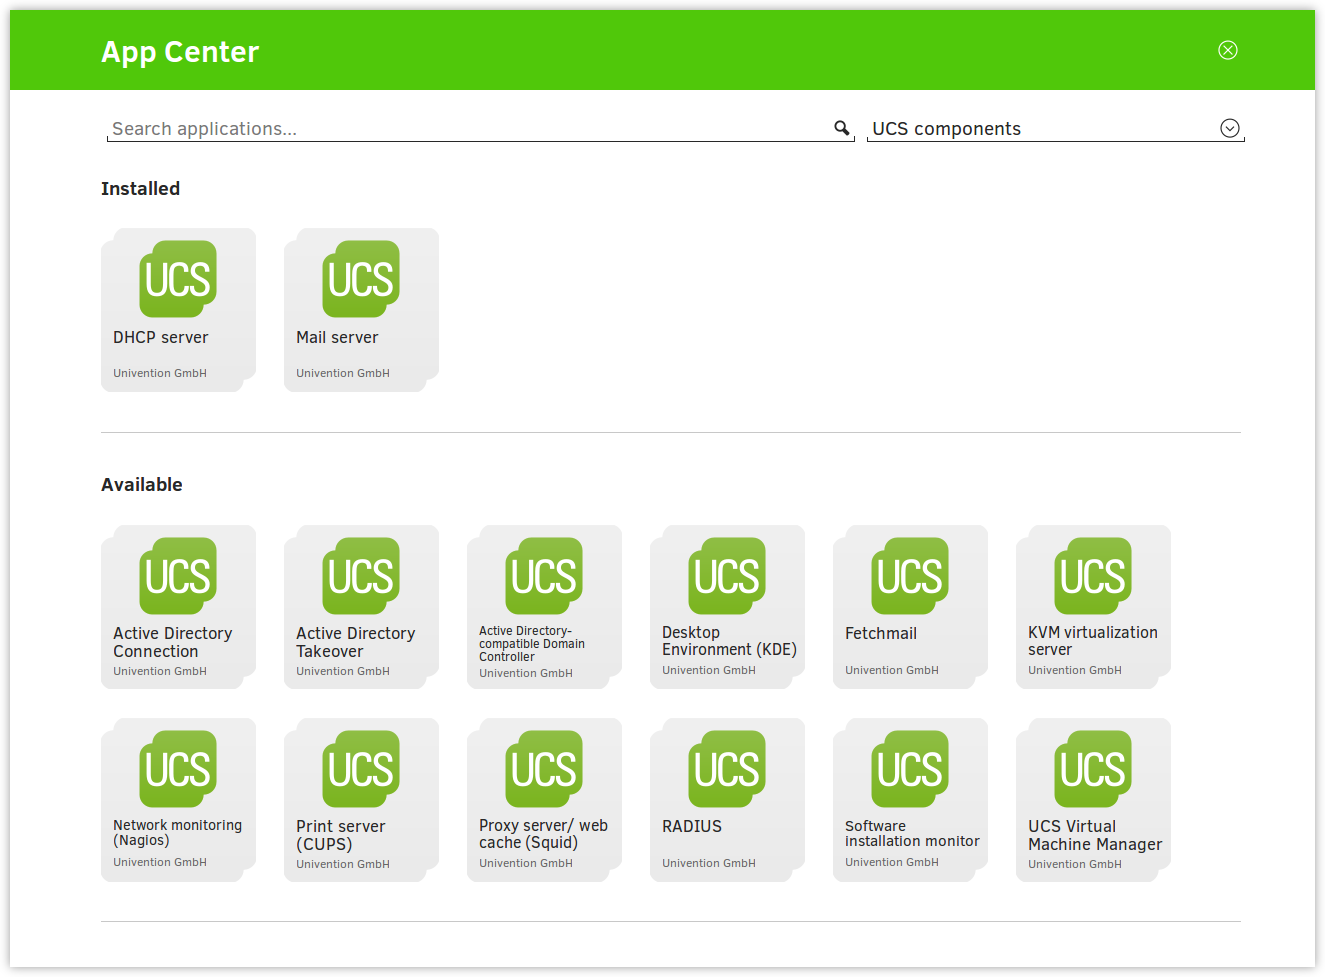 App Center
Search applications...
UCS components
Installed
UCS
UCS
DHCP server
Mail server
Univention GmbH
Univention GmbH
Available
UCS
UCS
UCS
UCS
UCS
UCS
Active Directory
Connection
Univention GmbH
Active Directory
Takeover
Univention GmbH
Active Directory-
compatible Domain
Controller
Univention GmbH
Desktop
Environment (KDE)
Univention GmbH
Fetchmail
Univention GmbH
KVM virtualization
server
Univention GmbH
UCS
UCS
UCS
UCS
UCS
UCS
Network monitoring
(Nagios)
Univention GmbH
Print server
(CUPS)
Univention GmbH
Proxy server/ web
cache (Squid)
Univention GmbH
RADIUS
Univention GmbH
Software
installation monitor
Univention GmbH
UCS Virtual
Machine Manager
Univention GmbH